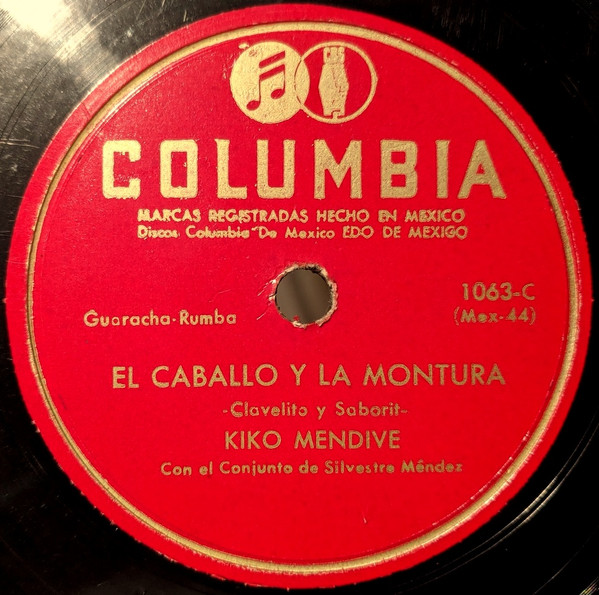 CBS
COLUMBIA
MARCAS REGISTRADAS HECHO EN MEXICO
Discos Columbia De Mexico EDO DE MEXICO
Guaracha-Rumba
1063-C
(Mex-44)
EL CABALLO Y LA MONTURA
-Clavelito y Saborit-
KIKO MENDIVE
Con el Conjunto de Silvestre Méndez